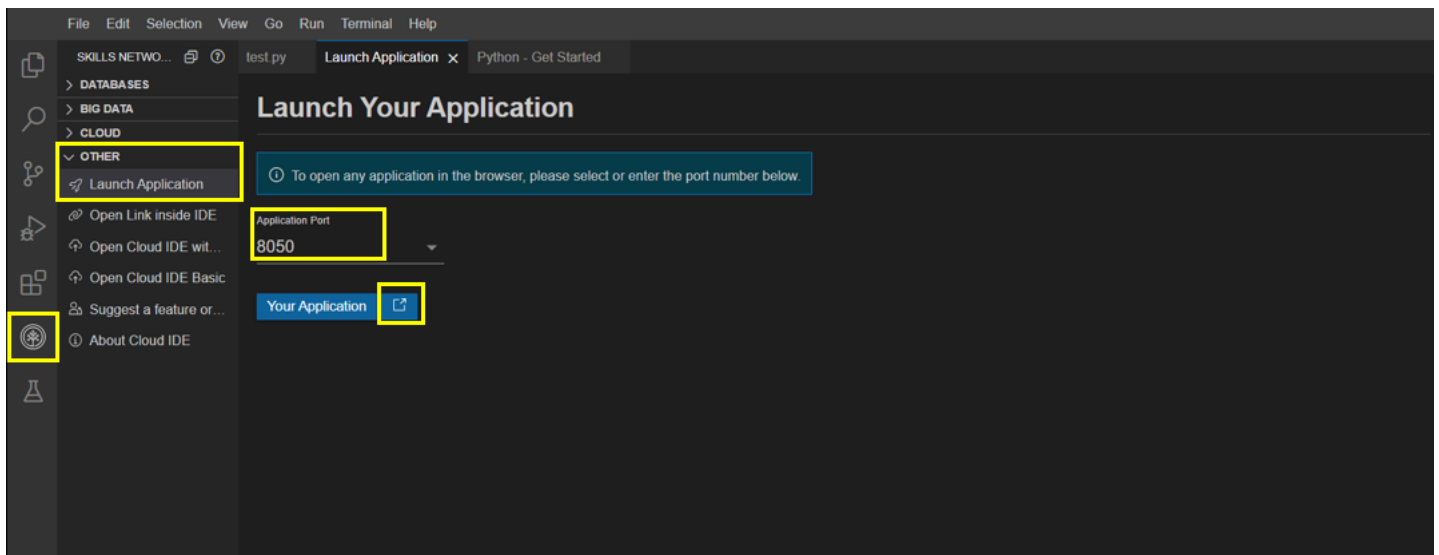 File Edit Selection View Go Run Terminal Help
SKILLS NETWO...
test.py Launch Application Python - Get Started
DATABASES
BIG DATA
CLOUD
OTHER
Launch Application
Open Link inside IDE
Open Cloud IDE wit...
Open Cloud IDE Basic
Suggest a feature or...
About Cloud IDE
Launch Your Application
To open any application in the browser, please select or enter the port number below.
Application Port
8050
Your Application